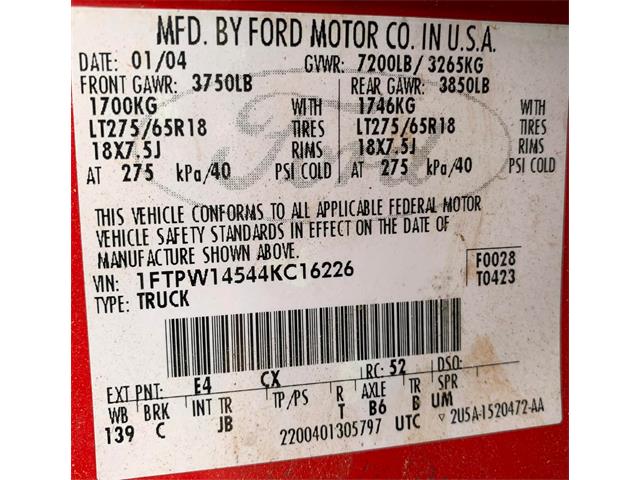 MFD. BY FORD MOTOR CO. IN U.S.A.
DATE: 01/04 GVWR: 7200LB/ 3265KG
FRONT GAWR: 3750LB REAR GAWR: 3850LB
1700KG WITH 1746KG WITH
LT275/65R18 TIRES LT275/65R18 TIRES
18X7.5J RIMS 18X7.5J RIMS
AT 275 kPa/40 PSI COLD AT 275 kPa/40 PSI COLD
Ford
THIS VEHICLE CONFORMS TO ALL APPLICABLE FEDERAL MOTOR
VEHICLE SAFETY STANDARDS IN EFFECT ON THE DATE OF
MANUFACTURE SHOWN ABOVE.
VIN: 1FTPW14544KC16226 F0028
TYPE: TRUCK T0423
EXT PNT: E4 CX RC: 52 DSO:
WB BRK INT TR TP/PS R AXLE TR SPR
139 C JB T B6 B UM
2200401305797 UTC ▽ 2U5A-1520472-AA